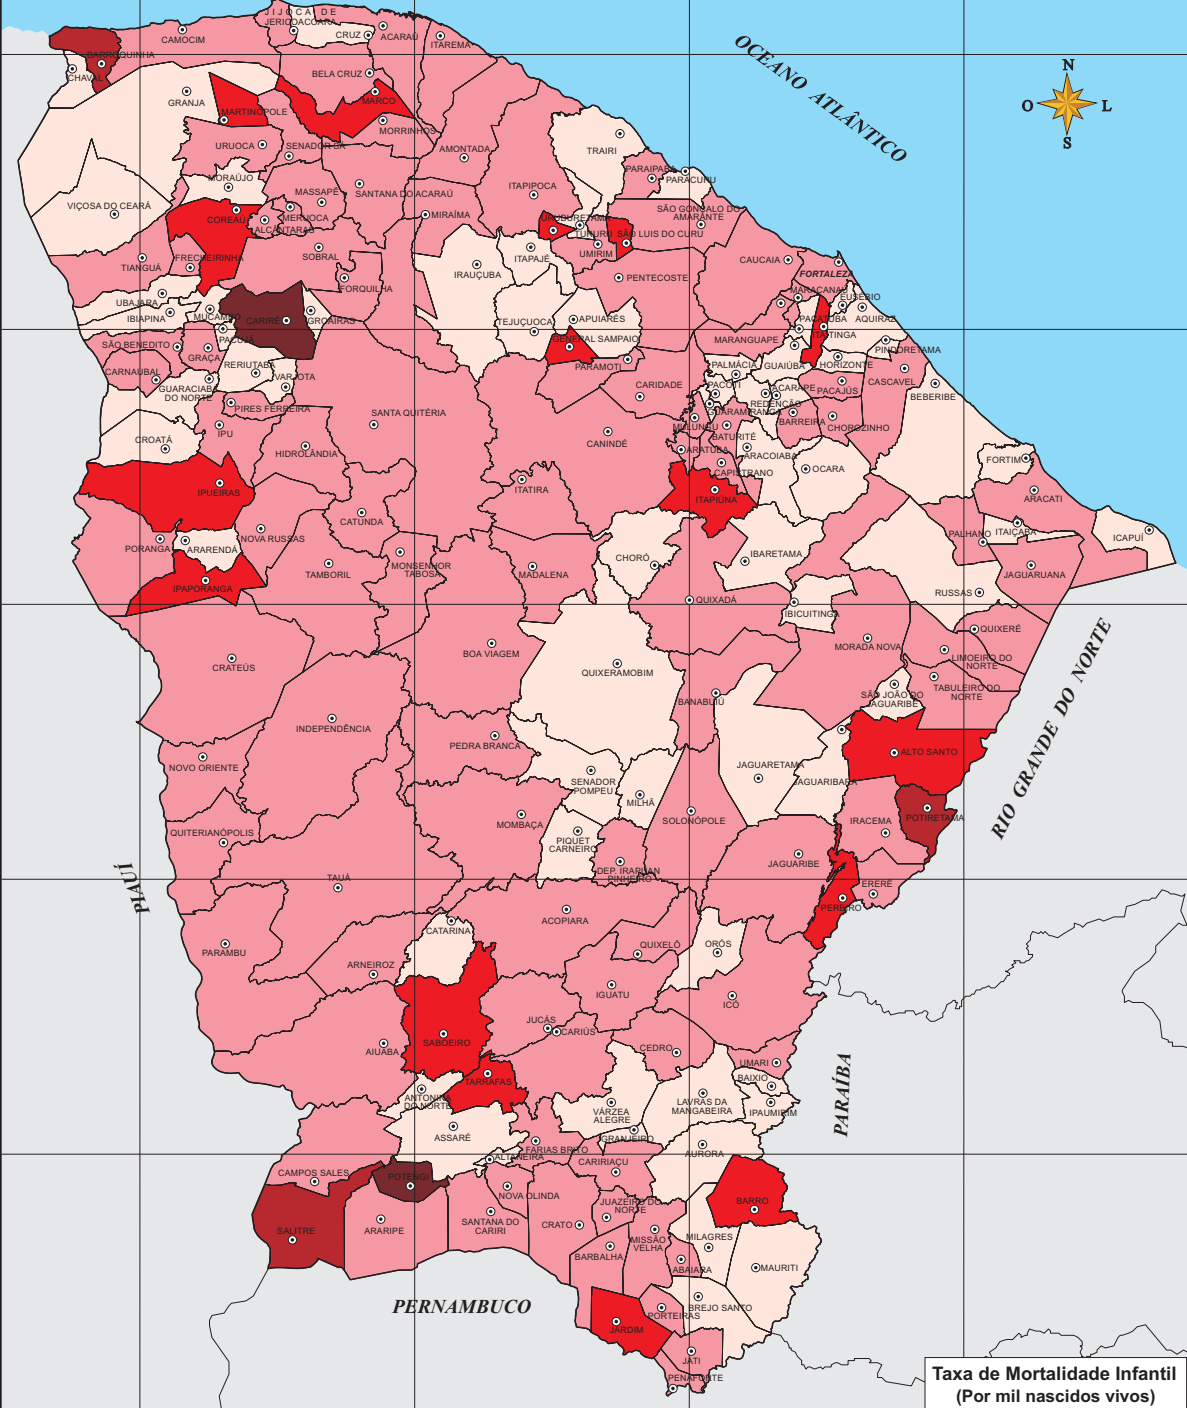 JIJOCA DE
JERICOACOARA
CRUZ
ACARAÚ
ITAREMA
CAMOCIM
BARROQUINHA
CHAVAL
BELA CRUZ
OCEANO ATLÂNTICO
N
O
L
S
GRANJA
MARTINÓPOLE
MARCO
MORRINHOS
URUOCA
SENADOR SÁ
AMONTADA
TRAIRI
MORAÚJO
MASSAPÊ
SANTANA DO ACARAÚ
ITAPIPOCA
PARAIPABA
PARACURU
VIÇOSA DO CEARÁ
COREAÚ
MERUOCA
ALCÂNTARAS
MIRAÍMA
URUBURETAMA
TURURU
SÃO LUIS DO CURU
SÃO GONÇALO DO
AMARANTE
UMIRIM
TIANGUÁ
FRECHEIRINHA
SOBRAL
FORQUILHA
IRAUÇUBA
ITAPAJÉ
PENTECOSTE
CAUCAIA
FORTALEZA
MARACANAÚ
EUSÉBIO
AQUIRAZ
UBAJARA
IBIAPINA
MUCAMBO
CARIRÉ
GROAÍRAS
PACUJÁ
TEJUÇUOCA
APUIARÉS
GENERAL SAMPAIO
PACATUBA
ITAITINGA
MARANGUAPE
PINDORETAMA
SÃO BENEDITO
GRAÇA
RERIUTABA
VARJOTA
PARAMOTI
PALMÁCIA
GUAIÚBA
HORIZONTE
CARNAUBAL
GUARACIABA
DO NORTE
CARIDADE
PACOTI
ACARAPE
REDENÇÃO
PACAJÚS
CASCAVEL
BEBERIBE
PIRES FERREIRA
SANTA QUITÉRIA
GUARAMIRANGA
MULUNGU
BATURITÉ
BARREIRA
CHOROZINHO
CROATÁ
IPU
HIDROLÂNDIA
CANINDÉ
ARATUBA
ARACOIABA
CAPISTRANO
OCARA
FORTIM
IPUEIRAS
ITATIRA
ITAPIÚNA
ARACATI
CATUNDA
NOVA RUSSAS
PORANGA
ARARENDÁ
PALHANO
ITAIÇABA
ICAPUÍ
TAMBORIL
MONSENHOR
TABOSA
MADALENA
CHORÓ
IBARETAMA
JAGUARUANA
IPAPORANGA
QUIXADÁ
IBICUITINGA
RUSSAS
CRATEÚS
BOA VIAGEM
QUIXERAMOBIM
MORADA NOVA
QUIXERÉ
LIMOEIRO DO
NORTE
RIO GRANDE DO NORTE
INDEPENDÊNCIA
BANABUIÚ
SÃO JOÃO DO
JAGUARIBE
TABULEIRO DO
NORTE
PEDRA BRANCA
ALTO SANTO
NOVO ORIENTE
SENADOR
POMPEU
MILHÃ
JAGUARETAMA
JAGUARIBARA
POTIRETAMA
QUITERIANÓPOLIS
MOMBAÇA
SOLONÓPOLE
IRACEMA
PIQUET
CARNEIRO
DEP. IRAPUAN
PINHEIRO
JAGUARIBE
PIAUÍ
TAUÁ
ERERÊ
PEREIRO
ACOPIARA
CATARINA
PARAMBU
ARNEIROZ
QUIXELÔ
ORÓS
IGUATU
ICÓ
SABOEIRO
JUCÁS
CARIÚS
AIUABA
CEDRO
UMARI
PARAÍBA
TARRAFAS
BAIXIO
ANTONINA
DO NORTE
VÁRZEA
ALEGRE
LAVRAS DA
MANGABEIRA
IPAUMIRIM
ASSARÉ
GRANJEIRO
FARIAS BRITO
AURORA
ALTANEIRA
CARIRIAÇU
CAMPOS SALES
POTENGI
NOVA OLINDA
BARRO
JUAZEIRO DO
NORTE
SALITRE
ARARIPE
SANTANA DO
CARIRI
CRATO
MISSÃO
VELHA
MILAGRES
BARBALHA
ABAIARA
MAURITI
PERNAMBUCO
BREJO SANTO
PORTEIRAS
JARDIM
JATI
PENAFORTE
Taxa de Mortalidade Infantil
(Por mil nascidos vivos)